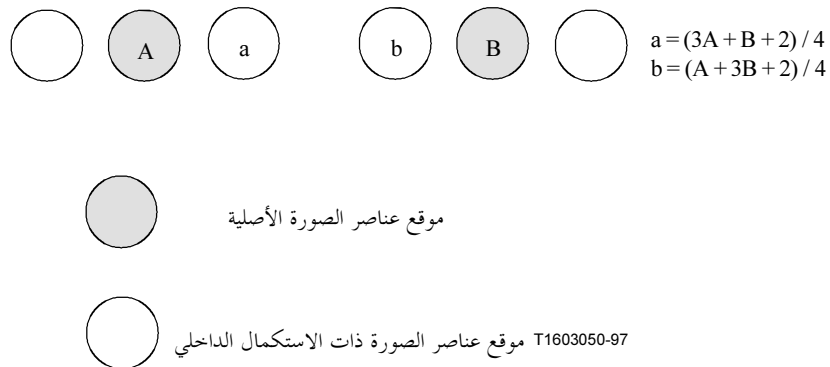 A a b B a = (3A + B + 2) / 4
b = (A + 3B + 2) / 4
موقع عناصر الصورة الأصلية
موقع عناصر الصورة ذات الاستكمال الداخلي T1603050-97